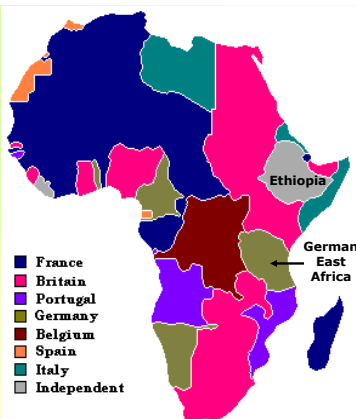 Ethiopia
German
East
Africa
France
Britain
Portugal
Germany
Belgium
Spain
Italy
Independent